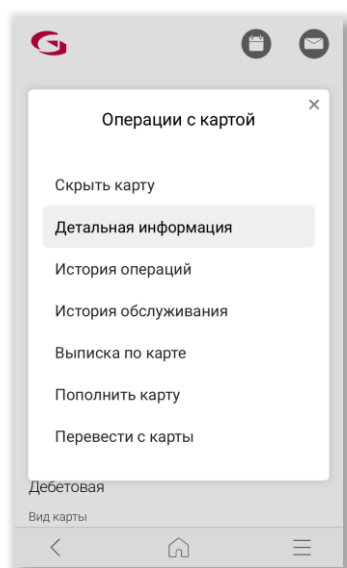 Операции с картой
Скрыть карту
Детальная информация
История операций
История обслуживания
Выписка по карте
Пополнить карту
Перевести с карты
Дебетовая
Вид карты